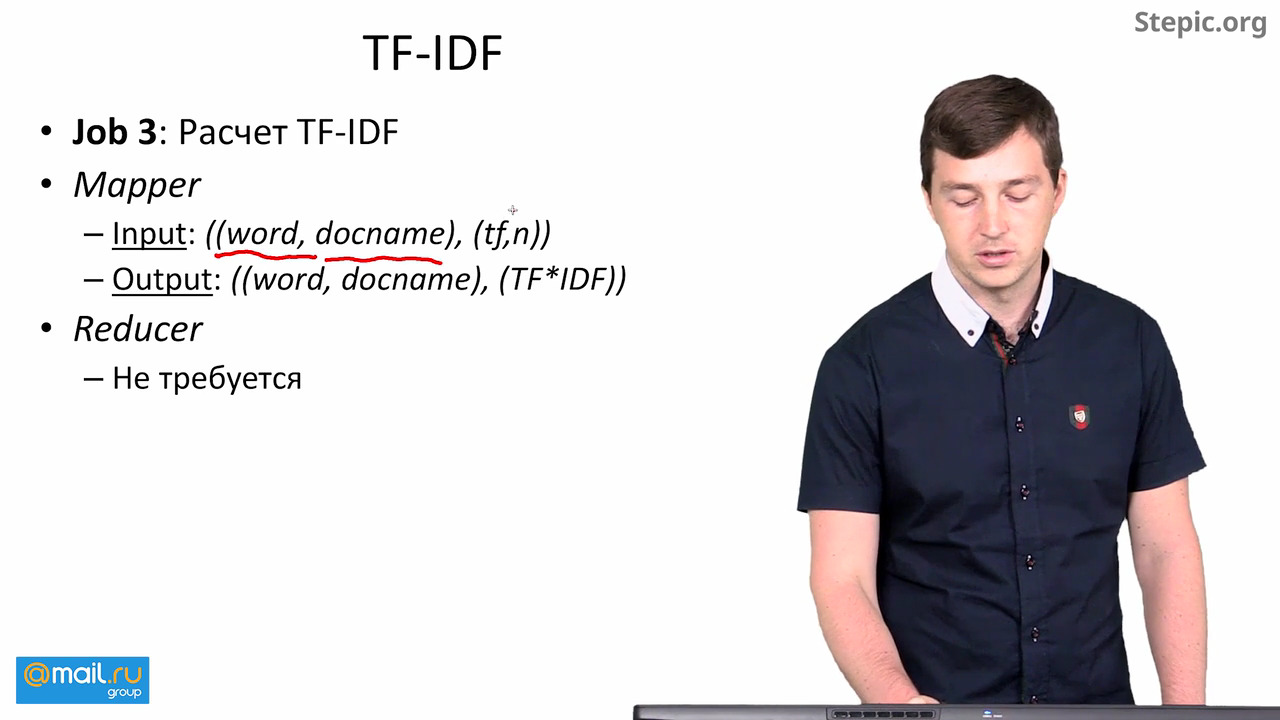 Stepic.org
TF-IDF
• Job 3: Расчет TF-IDF
• Mapper
– Input: ((word, docname), (tf,n))
– Output: ((word, docname), (TF*IDF))
• Reducer
– Не требуется
@mail.ru
group